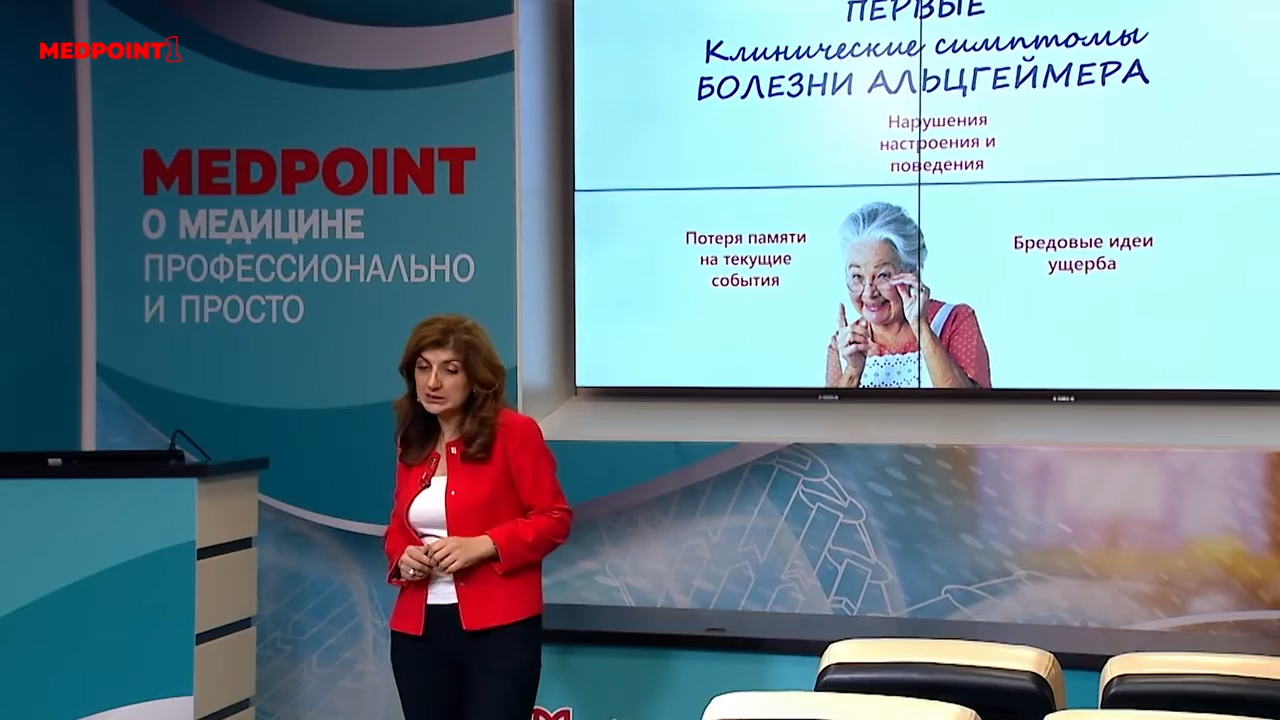 MEDPOINT1
MEDPOINT
О МЕДИЦИНЕ
ПРОФЕССИОНАЛЬНО
И ПРОСТО
ПЕРВЫЕ
Клинические симптомы
БОЛЕЗНИ АЛЬЦГЕЙМЕРА
Нарушения
настроения и
поведения
Потеря памяти
на текущие
события
Бредовые идеи
ущерба